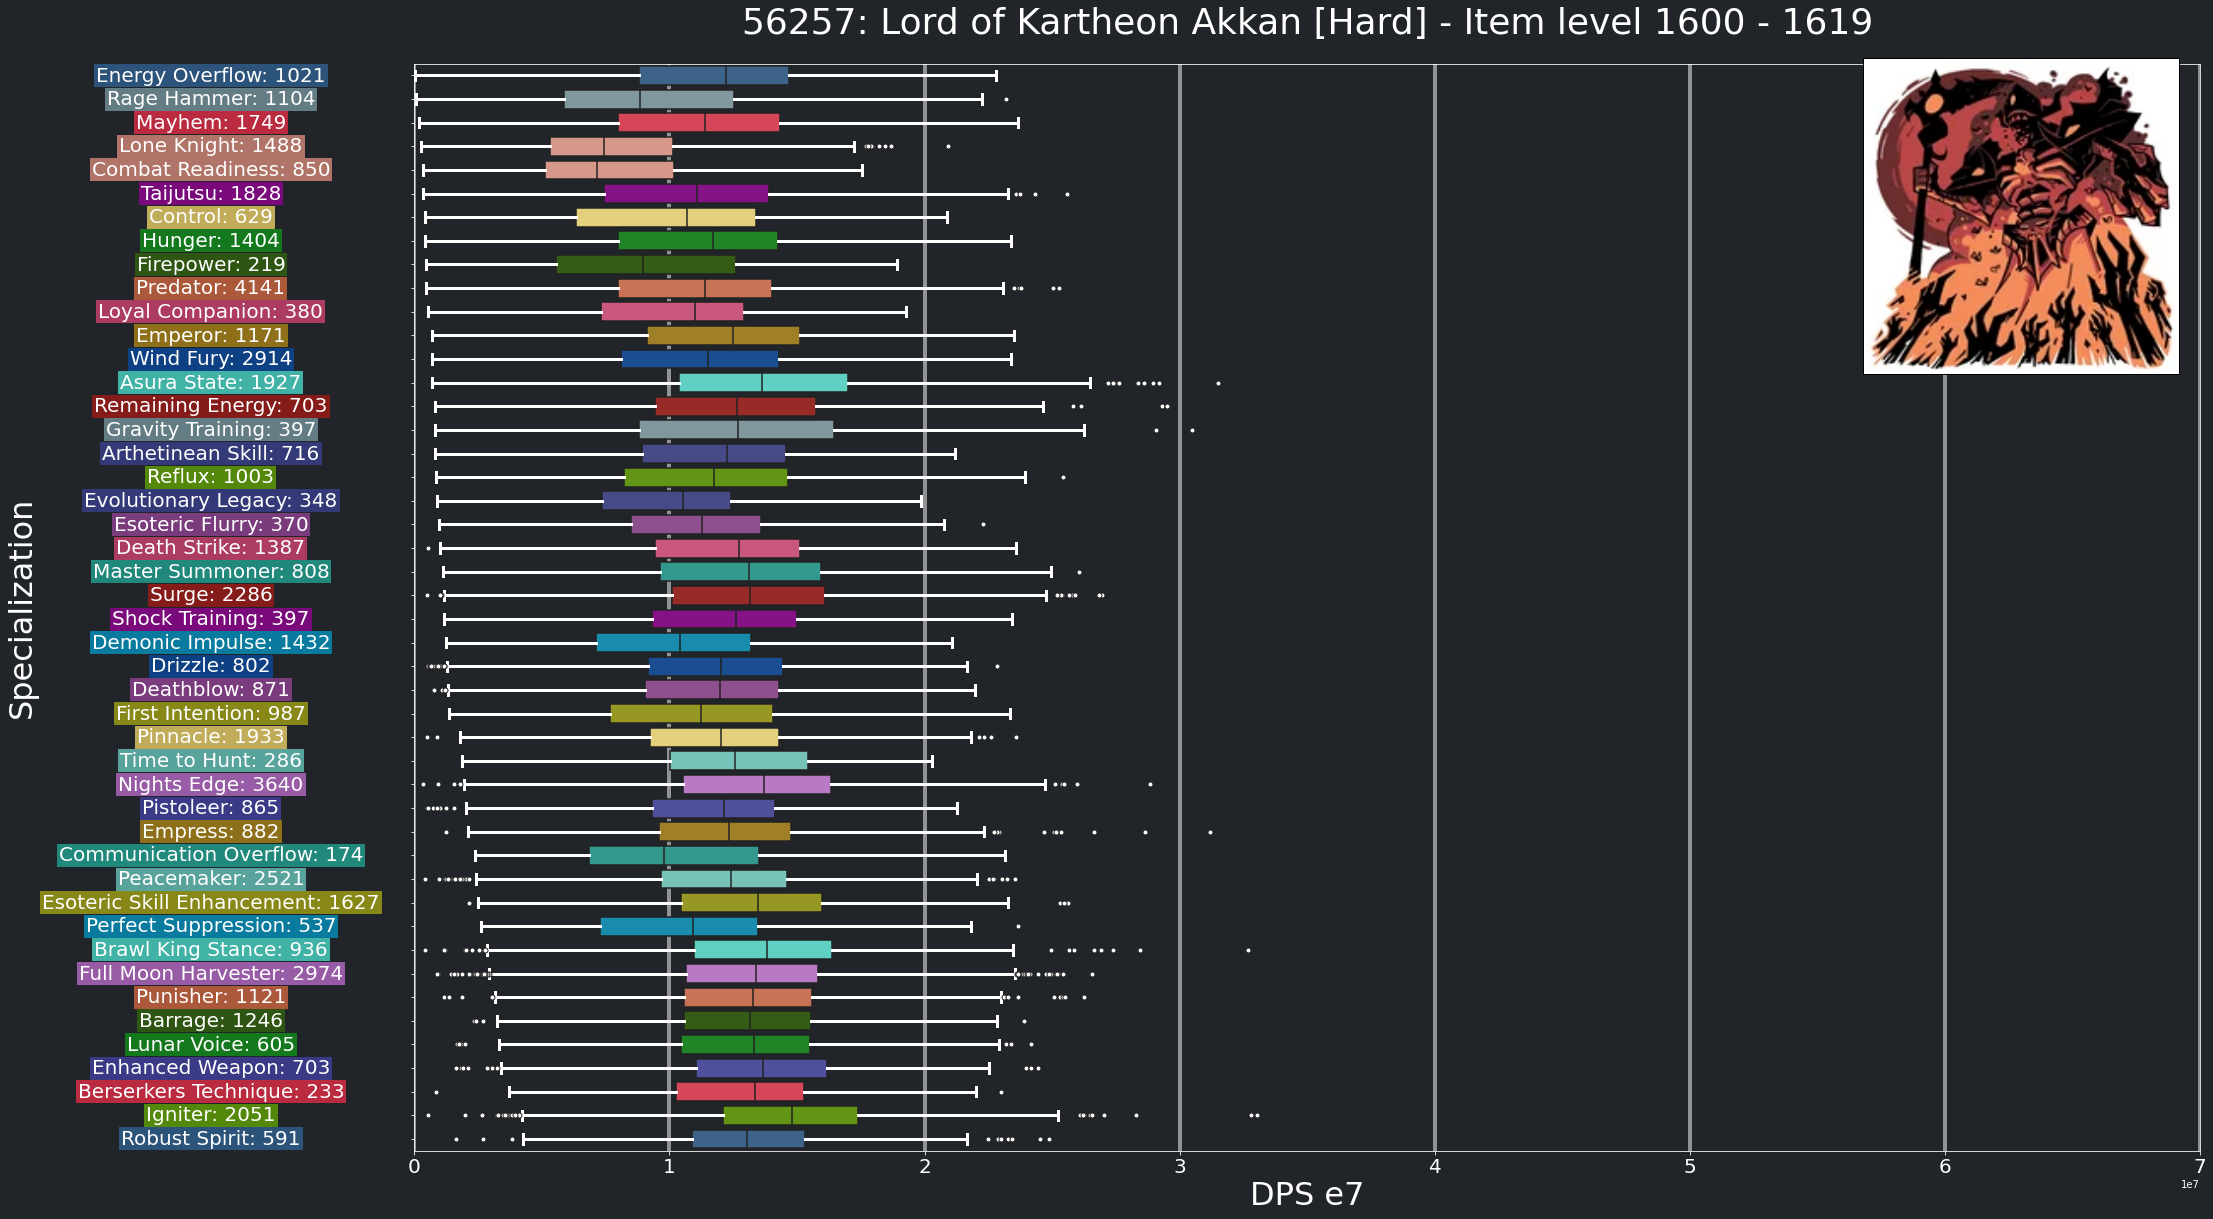 56257: Lord of Kartheon Akkan [Hard] - Item level 1600 - 1619
Specialization
Energy Overflow: 1021
Rage Hammer: 1104
Mayhem: 1749
Lone Knight: 1488
Combat Readiness: 850
Taijutsu: 1828
Control: 629
Hunger: 1404
Firepower: 219
Predator: 4141
Loyal Companion: 380
Emperor: 1171
Wind Fury: 2914
Asura State: 1927
Remaining Energy: 703
Gravity Training: 397
Arthetinean Skill: 716
Reflux: 1003
Evolutionary Legacy: 348
Esoteric Flurry: 370
Death Strike: 1387
Master Summoner: 808
Surge: 2286
Shock Training: 397
Demonic Impulse: 1432
Drizzle: 802
Deathblow: 871
First Intention: 987
Pinnacle: 1933
Time to Hunt: 286
Nights Edge: 3640
Pistoleer: 865
Empress: 882
Communication Overflow: 174
Peacemaker: 2521
Esoteric Skill Enhancement: 1627
Perfect Suppression: 537
Brawl King Stance: 936
Full Moon Harvester: 2974
Punisher: 1121
Barrage: 1246
Lunar Voice: 605
Enhanced Weapon: 703
Berserkers Technique: 233
Igniter: 2051
Robust Spirit: 591
0 1 2 3 4 5 6 7
1e7
DPS e7